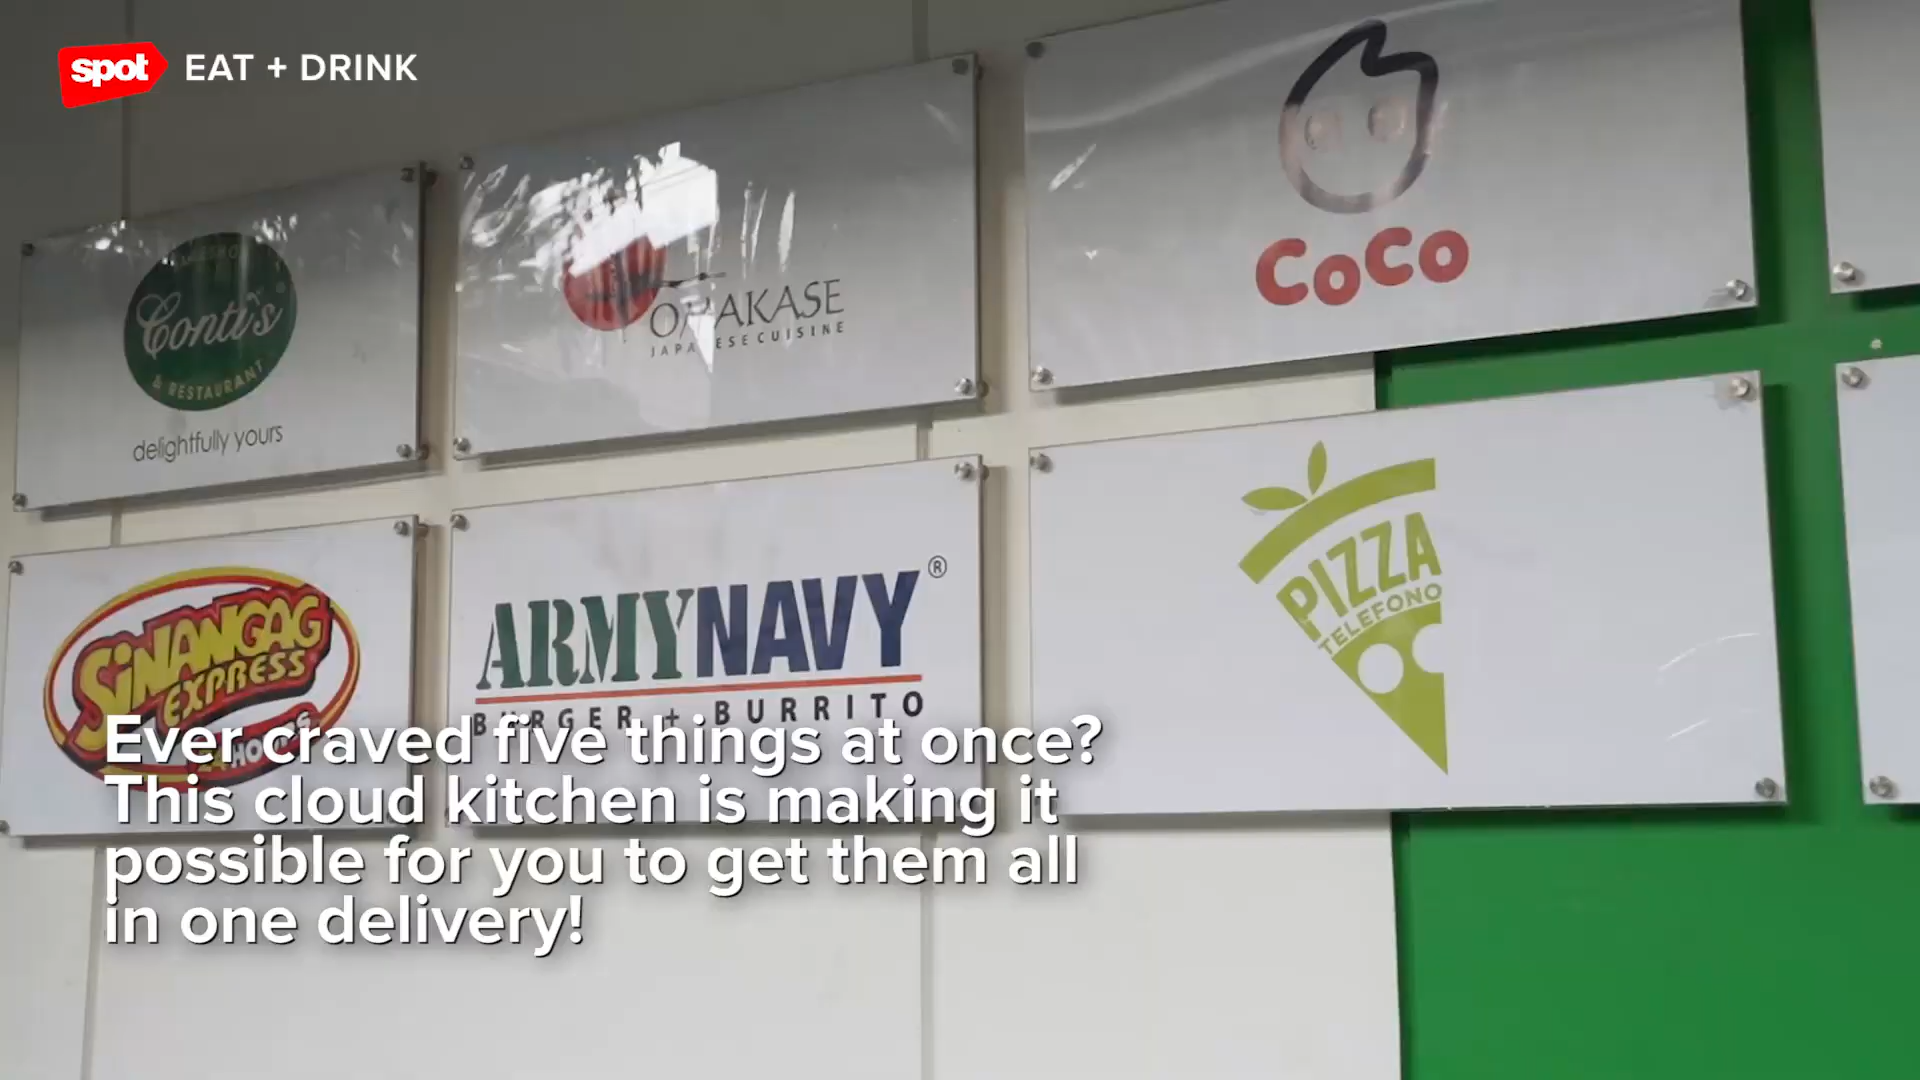 spot EAT + DRINK
Conti's
& RESTAURANT
delightfully yours
OMAKASE
JAPANESE CUISINE
CoCo
SINANGAG
EXPRESS
24 HOURS
ARMYNAVY®
BURGER + BURRITO
PIZZA
TELEFONO
Ever craved five things at once?
This cloud kitchen is making it
possible for you to get them all
in one delivery!